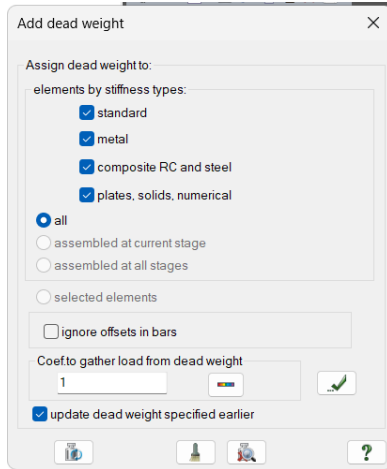 Add dead weight
Assign dead weight to:
elements by stiffness types:
standard
metal
composite RC and steel
plates, solids, numerical
all
assembled at current stage
assembled at all stages
selected elements
ignore offsets in bars
Coef.to gather load from dead weight
1
update dead weight specified earlier
?